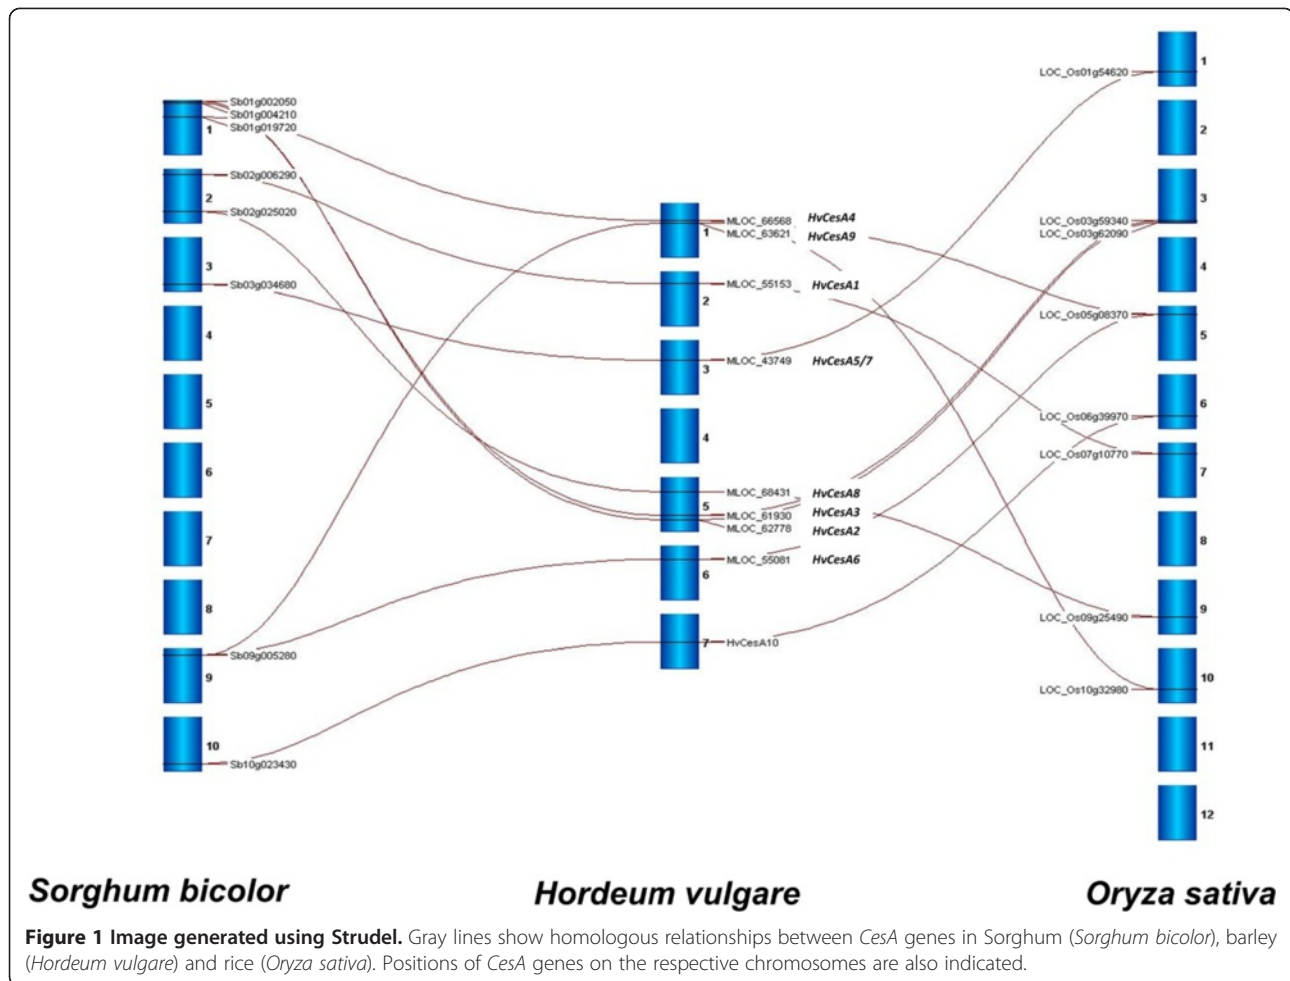 Sb01g002050
Sb01g004210
Sb01g019720
1
Sb02g006290
2
Sb02g025020
3
Sb03g034680
4
5
6
7
8
Sb09g005280
9
10
Sb10g023430
MLOC_66568 HvCesA4
1
MLOC_63621 HvCesA9
MLOC_55153 HvCesA1
2
MLOC_43749 HvCesA5/7
3
4
MLOC_68431 HvCesA8
5
MLOC_61930 HvCesA3
MLOC_62778 HvCesA2
MLOC_55081 HvCesA6
6
7
HvCesA10
1
LOC_Os01g54620
2
3
LOC_Os03g59340
LOC_Os03g62090
4
LOC_Os05g08370
5
6
LOC_Os06g39970
LOC_Os07g10770
7
8
9
LOC_Os09g25490
10
LOC_Os10g32980
11
12
Sorghum bicolor
Hordeum vulgare
Oryza sativa
Figure 1 Image generated using Strudel. Gray lines show homologous relationships between CesA genes in Sorghum (Sorghum bicolor), barley
(Hordeum vulgare) and rice (Oryza sativa). Positions of CesA genes on the respective chromosomes are also indicated.